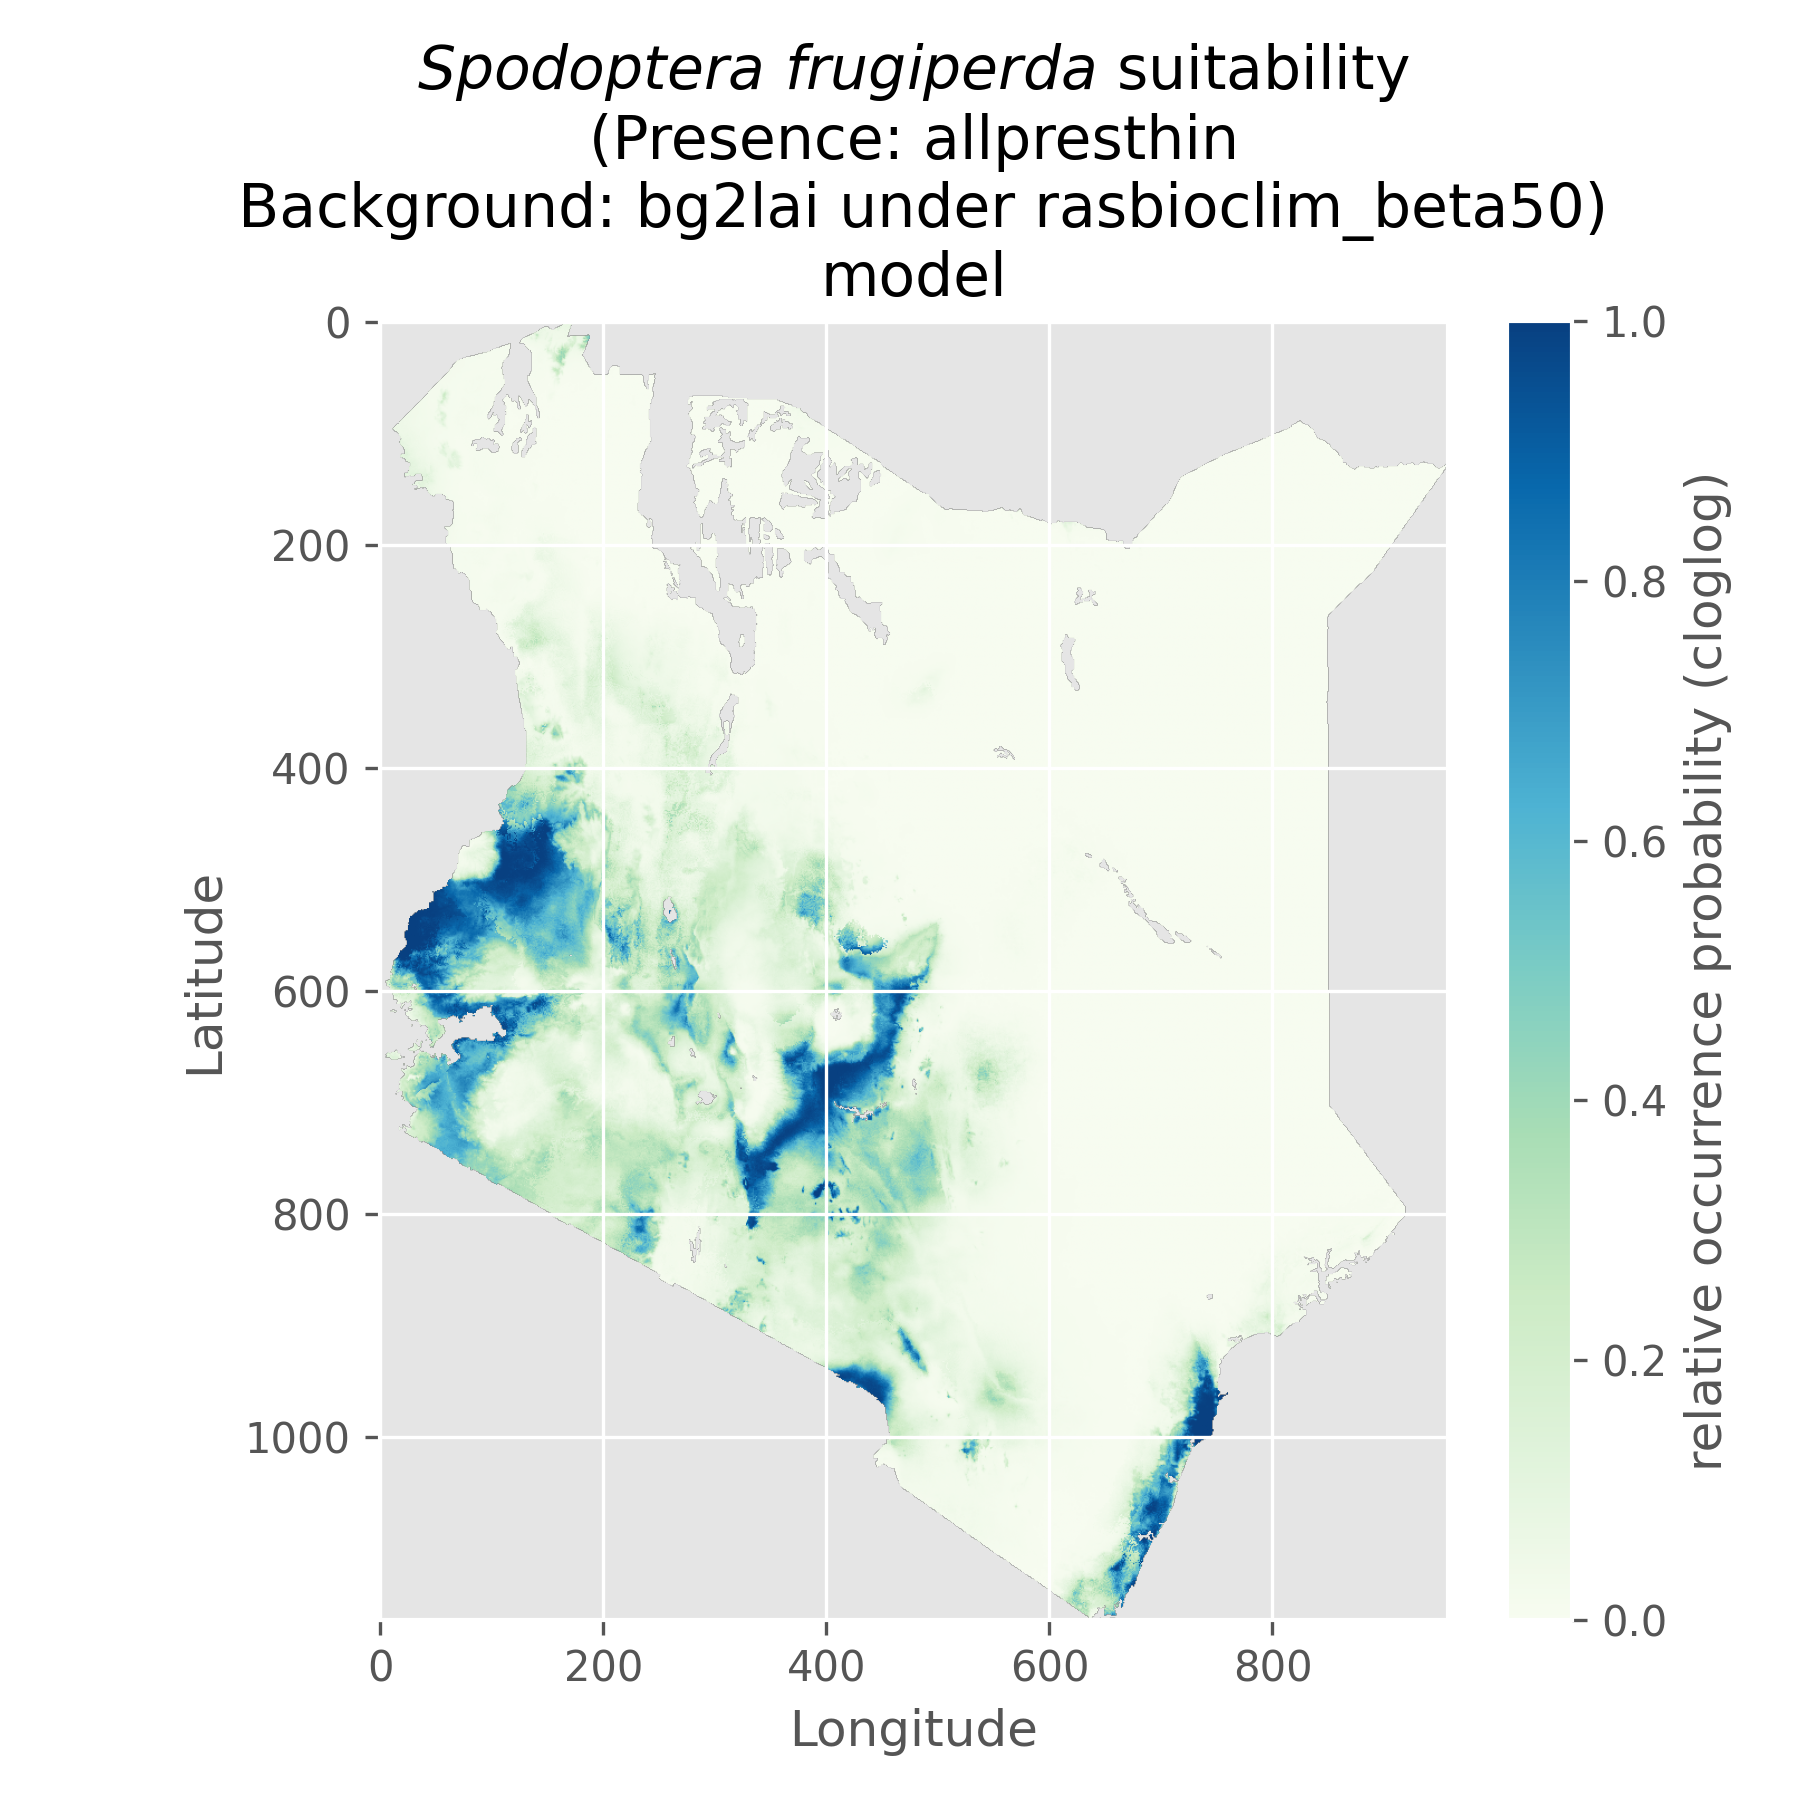 Spodoptera frugiperda suitability
(Presence: allpresthin
Background: bg2lai under rasbioclim_beta50)
model
0
200
400
600
800
1000
Latitude
0
200
400
600
800
Longitude
1.0
0.8
0.6
0.4
0.2
0.0
relative occurrence probability (cloglog)